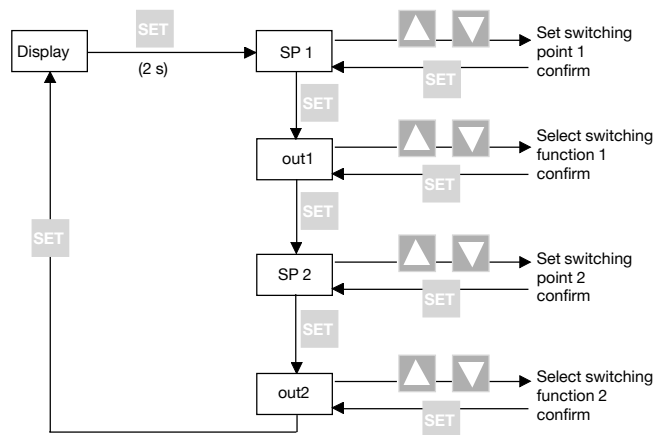 SET
Display
(2 s)
SP 1
Set switching
point 1
confirm
SET
SET
out1
Select switching
function 1
confirm
SET
SET
SET
SP 2
Set switching
point 2
confirm
SET
SET
out2
Select switching
function 2
confirm
SET